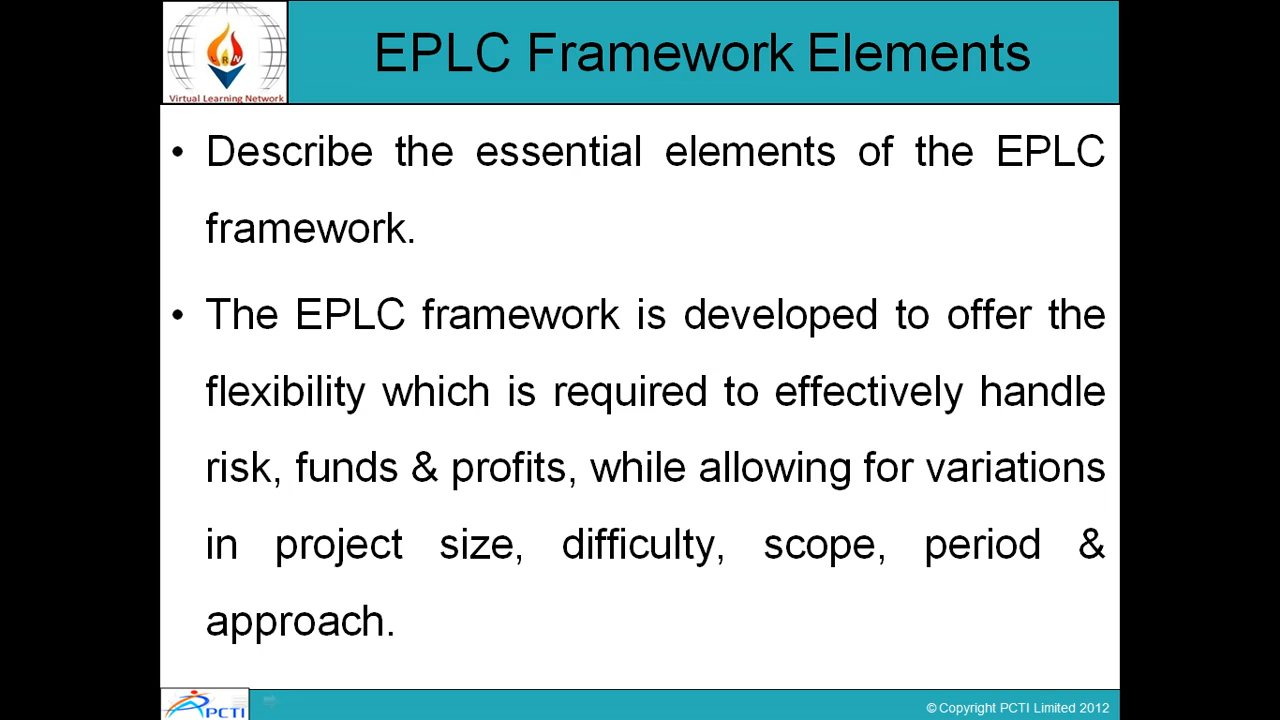 EPLC Framework Elements
Virtual Learning Network
• Describe the essential elements of the EPLC
framework.
• The EPLC framework is developed to offer the
flexibility which is required to effectively handle
risk, funds & profits, while allowing for variations
in project size, difficulty, scope, period &
approach.
PCTI
© Copyright PCTI Limited 2012